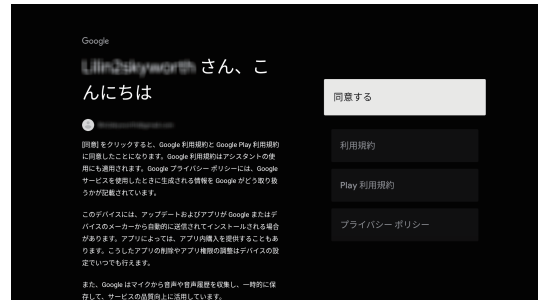 Google
さん、こ
んにちは
[同意] をクリックすると、Google 利用規約と Google Play 利用規約
に同意したことになります。Google 利用規約はアシスタントの使
用にも適用されます。Google プライバシー ポリシーには、Google
サービスを使用したときに生成される情報を Google がどう取り扱
うかが記載されています。
このデバイスには、アップデートおよびアプリが Google またはデ
バイスのメーカーから自動的に送信されてインストールされる場合
があります。アプリによっては、アプリ内購入を提供することもあ
ります。こうしたアプリの削除やアプリ権限の調整はデバイスの設
定でいつでも行えます。
また、Google はマイクから音声や音声履歴を収集し、一時的に保
存して、サービスの品質向上に活用しています。
同意する
利用規約
Play 利用規約
プライバシー ポリシー